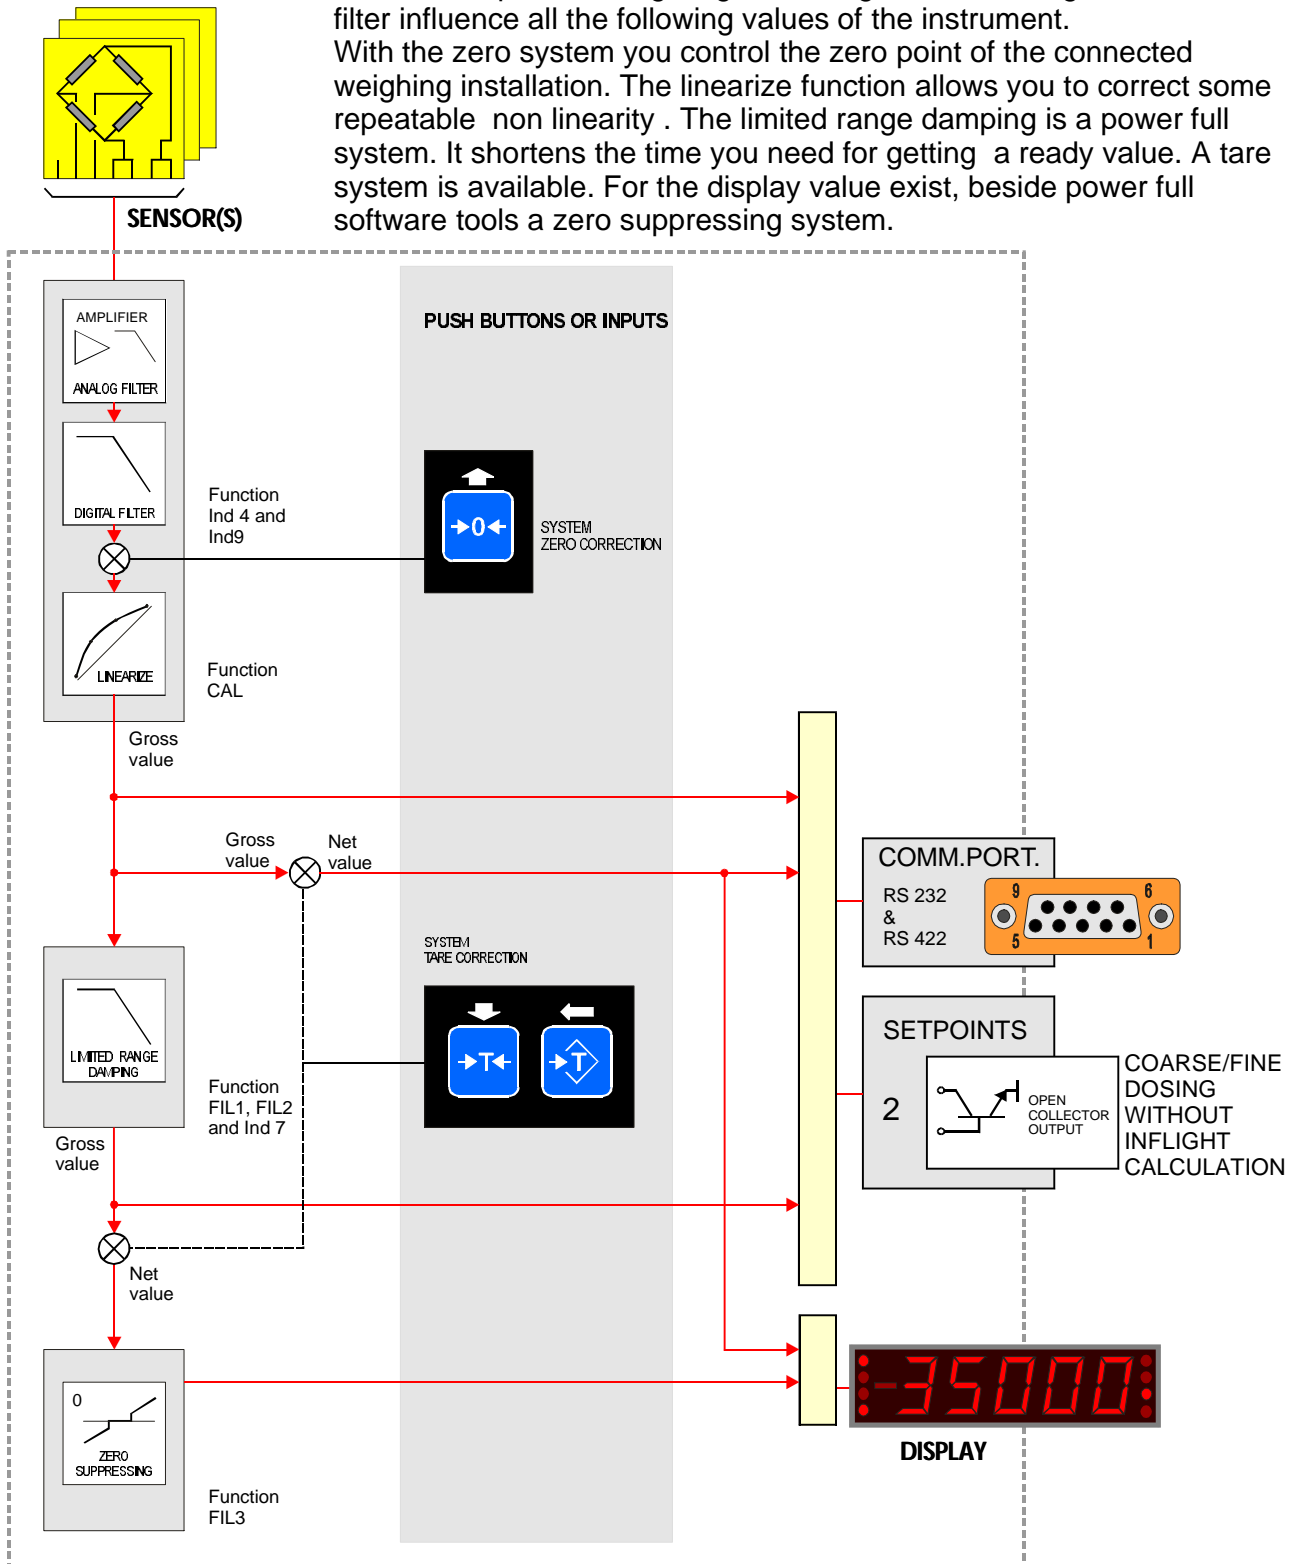 filter influence all the following values of the instrument.
With the zero system you control the zero point of the connected
weighing installation. The linearize function allows you to correct some
repeatable  non linearity . The limited range damping is a power full
system. It shortens the time you need for getting  a ready value. A tare
system is available. For the display value exist, beside power full
software tools a zero suppressing system.
SENSOR(S)
AMPLIFIER
ANALOG FILTER
PUSH BUTTONS OR INPUTS
DIGITAL FILTER
Function
Ind 4 and
Ind9
→0←
SYSTEM
ZERO CORRECTION
LINEARIZE
Function
CAL
Gross
value
Gross
value
Net
value
COMM.PORT.
RS 232
&
RS 422
9
6
5
1
SYSTEM
TARE CORRECTION
→T←
→T
LIMITED RANGE
DAMPING
Function
FIL1, FIL2
and Ind 7
SETPOINTS
2
OPEN
COLLECTOR
OUTPUT
COARSE/FINE
DOSING
WITHOUT
INFLIGHT
CALCULATION
Gross
value
Net
value
0
ZERO
SUPPRESSING
Function
FIL3
-35000
DISPLAY